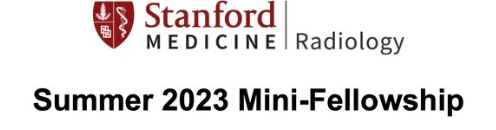 Stanford
MEDICINE Radiology
Summer 2023 Mini-Fellowship